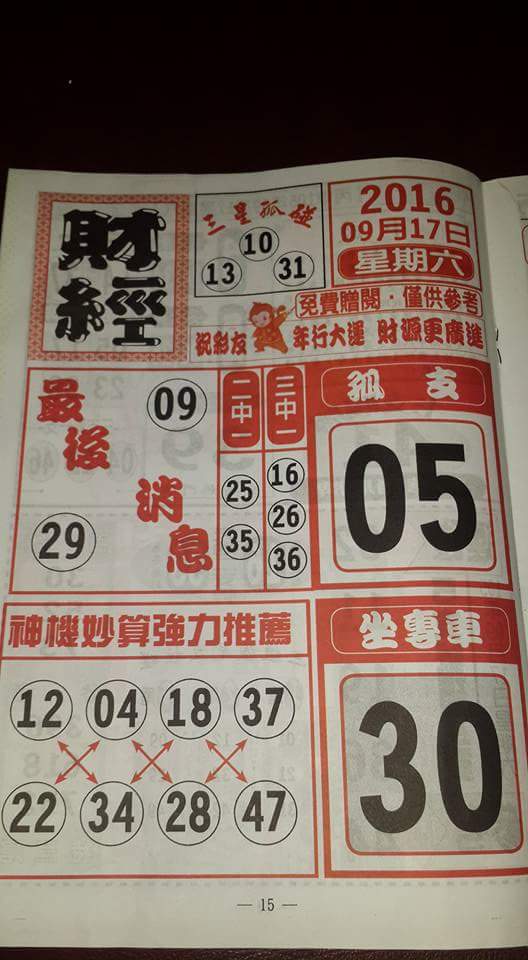 財經
三星孤碰
10
13 31
2016
09月17日
星期六
免費贈閱·僅供參考
祝彩友 年行大運 財源更廣進
最後消息
09
29
二中一
25
35
三中一
16
26
36
孤支
05
神機妙算強力推薦
12 04 18 37
22 34 28 47
坐專車
30
— 15 —